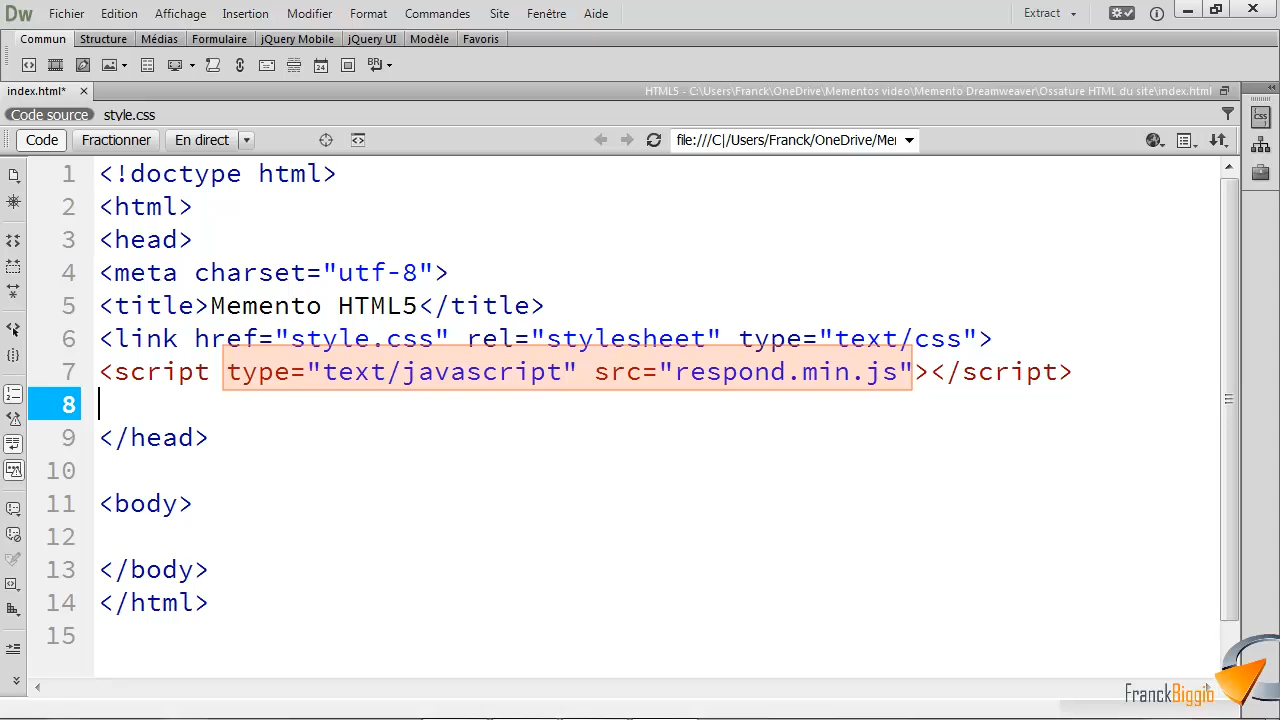 Dw Fichier Edition Affichage Insertion Modifier Format Commandes Site Fenêtre Aide Extract
Commun Structure Médias Formulaire jQuery Mobile jQuery UI Modèle Favoris
BR
index.html* HTML5 - C:\Users\Franck\OneDrive\Mementos video\Memento Dreamweaver\Ossature HTML du site\index.html
Code source style.css
Code Fractionner En direct file:///C|/Users/Franck/OneDrive/Mer
1 <!doctype html>
2 <html>
3 <head>
4 <meta charset="utf-8">
5 <title>Memento HTML5</title>
6 <link href="style.css" rel="stylesheet" type="text/css">
7 <script type="text/javascript" src="respond.min.js"></script>
8
9 </head>
10
11 <body>
12
13 </body>
14 </html>
15
FranckBiggio